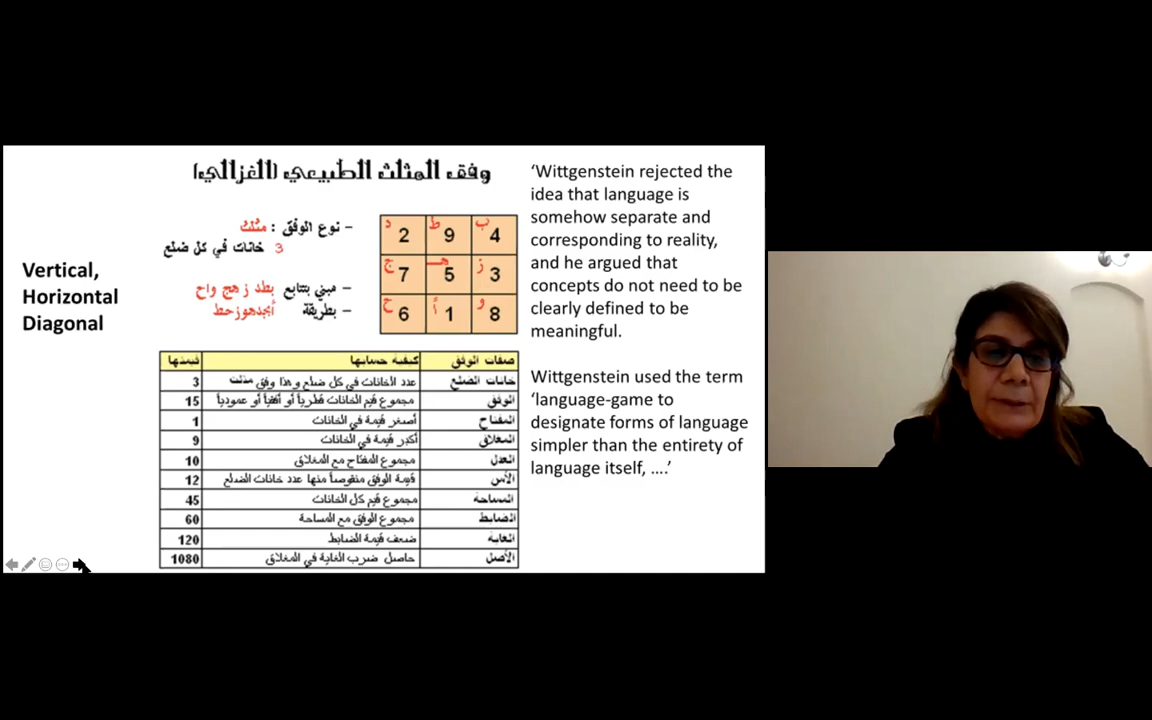 وفق المثلث الطبيعي (الغزالي)
Vertical,
Horizontal
Diagonal
– نوع الوفق : مثلث
3 خانات في كل ضلع
– مبني بتتابع بطد زهج واح
– بطريقة أبجدهوزحط
د 2 ط 9 ب 4
ج 7 هـ 5 ز 3
ح 6 أ 1 و 8
صفات الوفق كيفية حسابها قيمتها
خانات الضلع عدد الخانات في كل ضلع وهذا وفق مثلث 3
الوفق مجموع قيم الخانات قطرياً أو أفقياً أو عمودياً 15
المفتاح أصغر قيمة في الخانات 1
المغلاق أكبر قيمة في الخانات 9
العدل مجموع المفتاح مع المغلاق 10
الأس قيمة الوفق منقوصاً منها عدد خانات الضلع 12
المساحة مجموع قيم كل الخانات 45
الضابط مجموع الوفق مع المساحة 60
الغاية ضعف قيمة الضابط 120
الأصل حاصل ضرب الغاية في المغلاق 1080
‘Wittgenstein rejected the
idea that language is
somehow separate and
corresponding to reality,
and he argued that
concepts do not need to be
clearly defined to be
meaningful.
Wittgenstein used the term
‘language-game to
designate forms of language
simpler than the entirety of
language itself, ....’